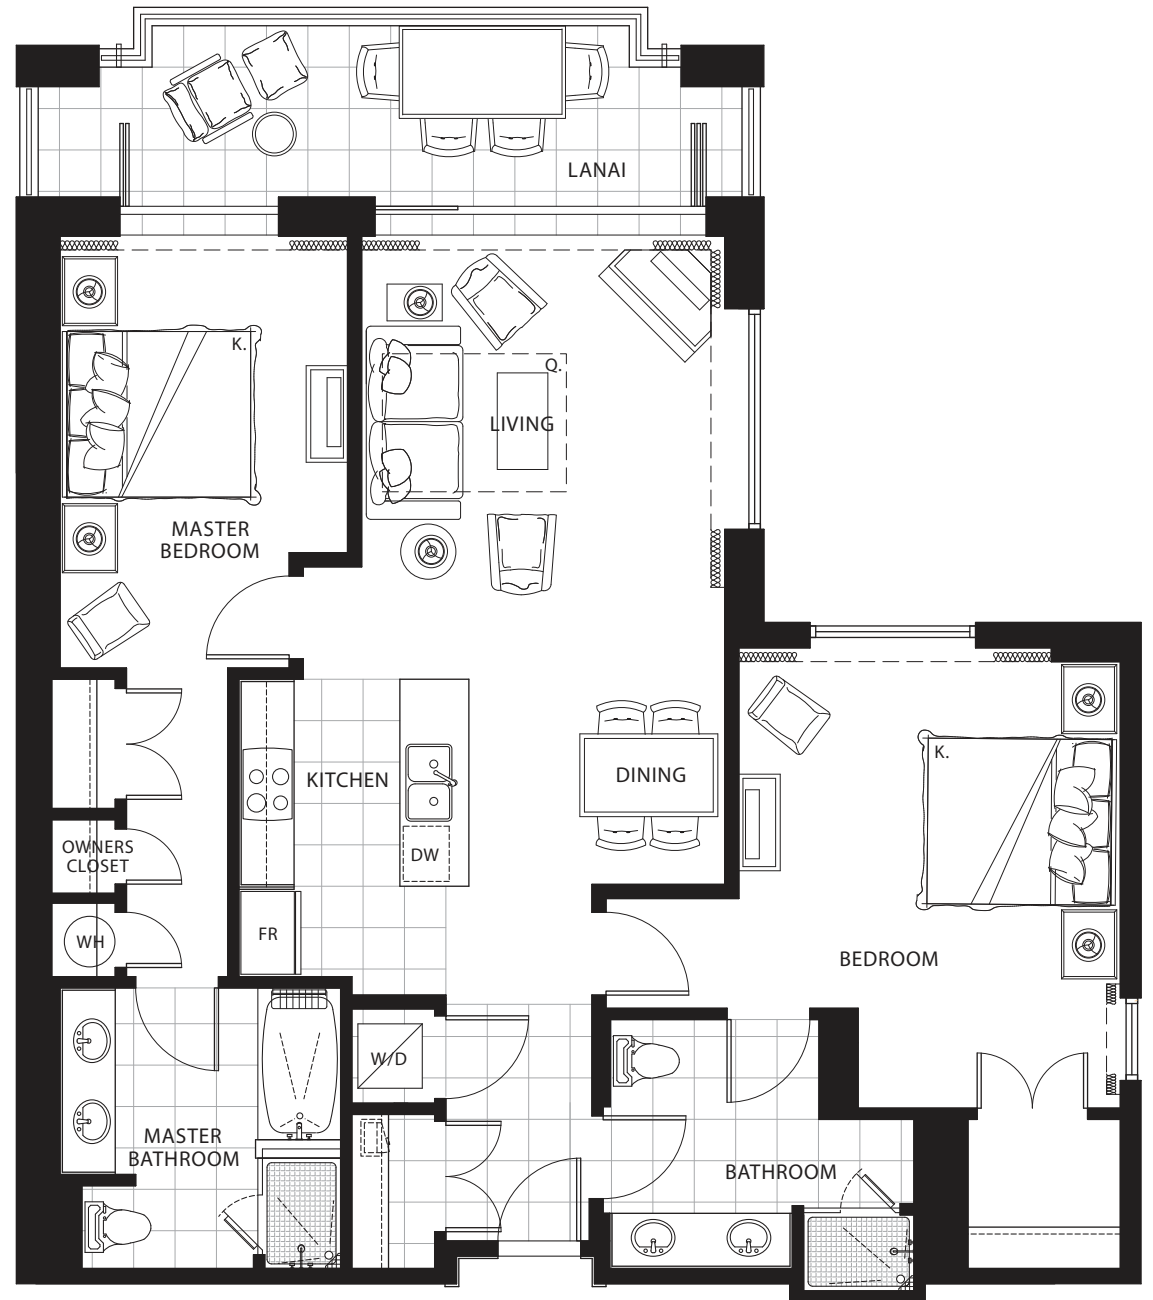 LANAI
K.
Q.
LIVING
MASTER
BEDROOM
K.
KITCHEN
DINING
OWNERS
CLOSET
DW
WH
FR
BEDROOM
W/D
MASTER
BATHROOM
BATHROOM